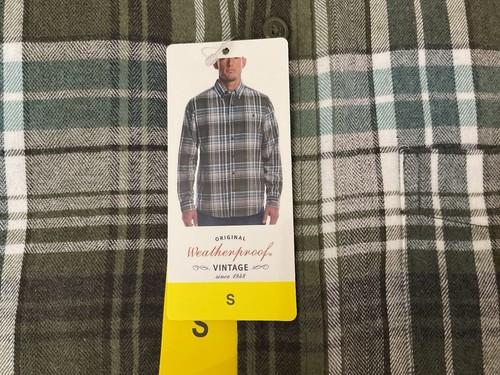 ORIGINAL
Weatherproof®
VINTAGE
since 1948
S
S